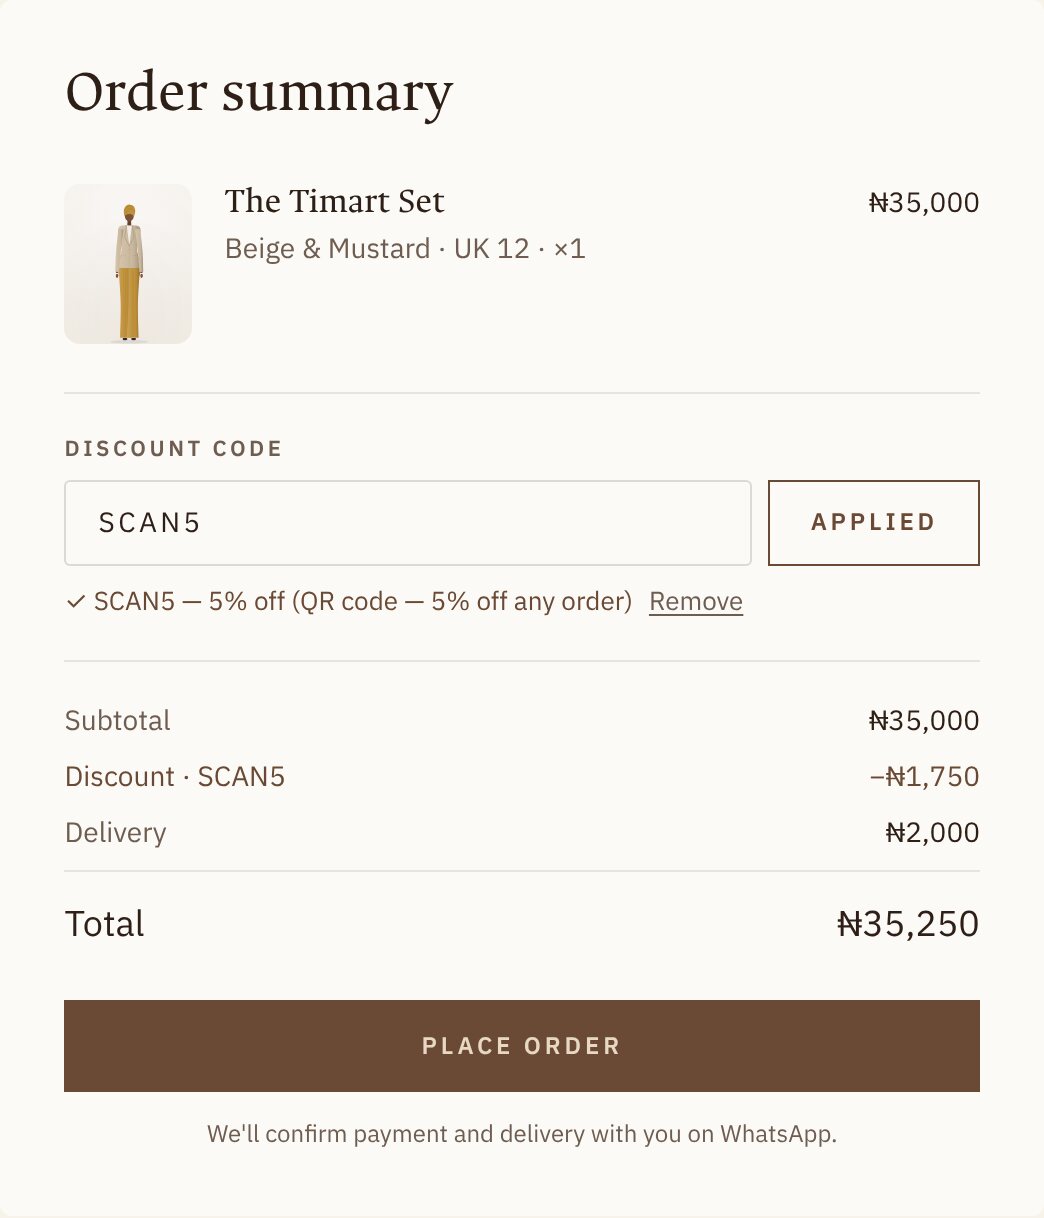 Order summary
The Timart Set ₦35,000
Beige & Mustard · UK 12 · ×1
DISCOUNT CODE
SCAN5 APPLIED
✓ SCAN5 — 5% off (QR code — 5% off any order) Remove
Subtotal ₦35,000
Discount · SCAN5 −₦1,750
Delivery ₦2,000
Total ₦35,250
PLACE ORDER
We'll confirm payment and delivery with you on WhatsApp.